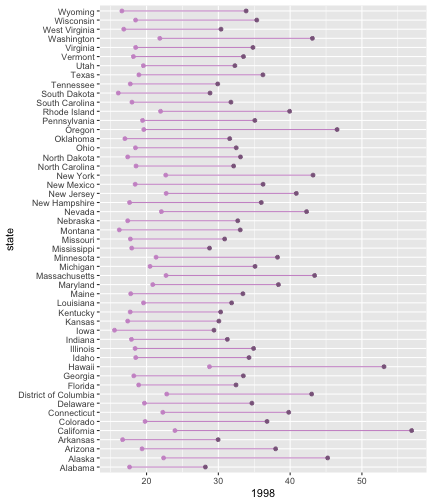 Wyoming
Wisconsin
West Virginia
Washington
Virginia
Vermont
Utah
Texas
Tennessee
South Dakota
South Carolina
Rhode Island
Pennsylvania
Oregon
Oklahoma
Ohio
North Dakota
North Carolina
New York
New Mexico
New Jersey
New Hampshire
Nevada
Nebraska
Montana
Missouri
Mississippi
Minnesota
Michigan
Massachusetts
Maryland
Maine
Louisiana
Kentucky
Kansas
Iowa
Indiana
Illinois
Idaho
Hawaii
Georgia
Florida
District of Columbia
Delaware
Connecticut
Colorado
California
Arkansas
Arizona
Alaska
Alabama
state
20 30 40 50
1998